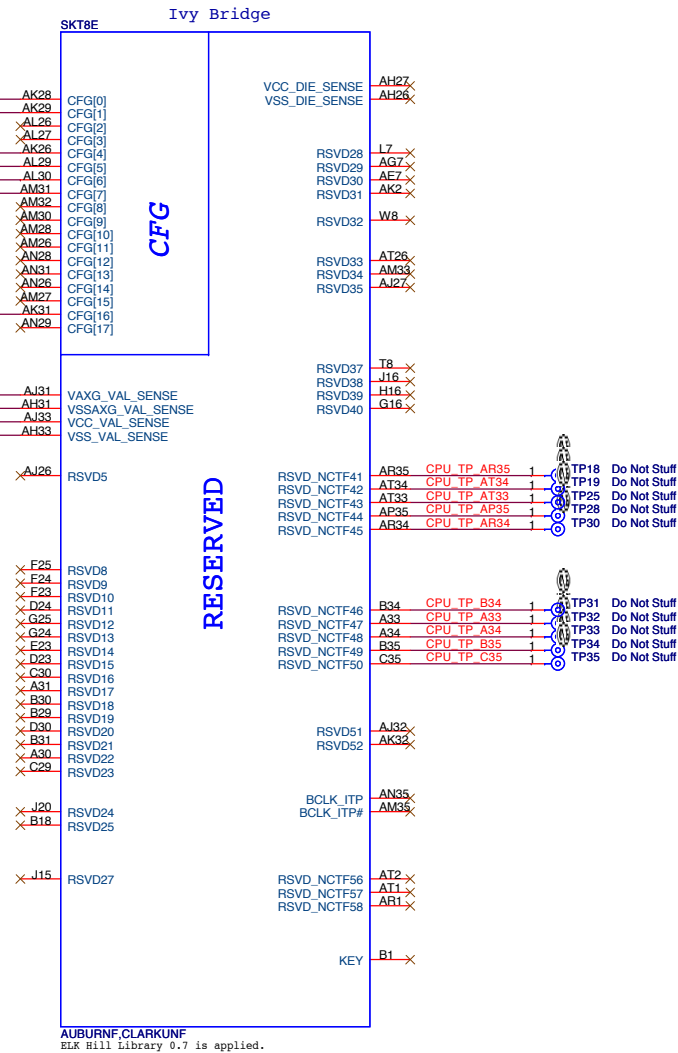 Ivy Bridge
SKT8E
AK28 CFG[0]
AK29 CFG[1]
AL26 CFG[2]
AL27 CFG[3]
AK26 CFG[4]
AL29 CFG[5]
AL30 CFG[6]
AM31 CFG[7]
AM32 CFG[8]
AM30 CFG[9]
AM28 CFG[10]
AM26 CFG[11]
AN28 CFG[12]
AN31 CFG[13]
AN26 CFG[14]
AM27 CFG[15]
AK31 CFG[16]
AN29 CFG[17]
CFG
AJ31 VAXG_VAL_SENSE
AH31 VSSAXG_VAL_SENSE
AJ33 VCC_VAL_SENSE
AH33 VSS_VAL_SENSE
AJ26 RSVD5
F25 RSVD8
F24 RSVD9
F23 RSVD10
D24 RSVD11
G25 RSVD12
G24 RSVD13
E23 RSVD14
D23 RSVD15
C30 RSVD16
A31 RSVD17
B30 RSVD18
B29 RSVD19
D30 RSVD20
B31 RSVD21
A30 RSVD22
C29 RSVD23
J20 RSVD24
B18 RSVD25
J15 RSVD27
RESERVED
VCC_DIE_SENSE AH27
VSS_DIE_SENSE AH26
RSVD28 L7
RSVD29 AG7
RSVD30 AE7
RSVD31 AK2
RSVD32 W8
RSVD33 AT26
RSVD34 AM33
RSVD35 AJ27
RSVD37 T8
RSVD38 J16
RSVD39 H16
RSVD40 G16
RSVD_NCTF41 AR35 CPU_TP_AR35 1 TP18 Do Not Stuff
RSVD_NCTF42 AT34 CPU_TP_AT34 1 TP19 Do Not Stuff
RSVD_NCTF43 AT33 CPU_TP_AT33 1 TP25 Do Not Stuff
RSVD_NCTF44 AP35 CPU_TP_AP35 1 TP28 Do Not Stuff
RSVD_NCTF45 AR34 CPU_TP_AR34 1 TP30 Do Not Stuff
RSVD_NCTF46 B34 CPU_TP_B34 1 TP31 Do Not Stuff
RSVD_NCTF47 A33 CPU_TP_A33 1 TP32 Do Not Stuff
RSVD_NCTF48 A34 CPU_TP_A34 1 TP33 Do Not Stuff
RSVD_NCTF49 B35 CPU_TP_B35 1 TP34 Do Not Stuff
RSVD_NCTF50 C35 CPU_TP_C35 1 TP35 Do Not Stuff
RSVD51 AJ32
RSVD52 AK32
BCLK_ITP AN35
BCLK_ITP# AM35
RSVD_NCTF56 AT2
RSVD_NCTF57 AT1
RSVD_NCTF58 AR1
KEY B1
AUBURNF,CLARKUNF
ELK Hill Library 0.7 is applied.